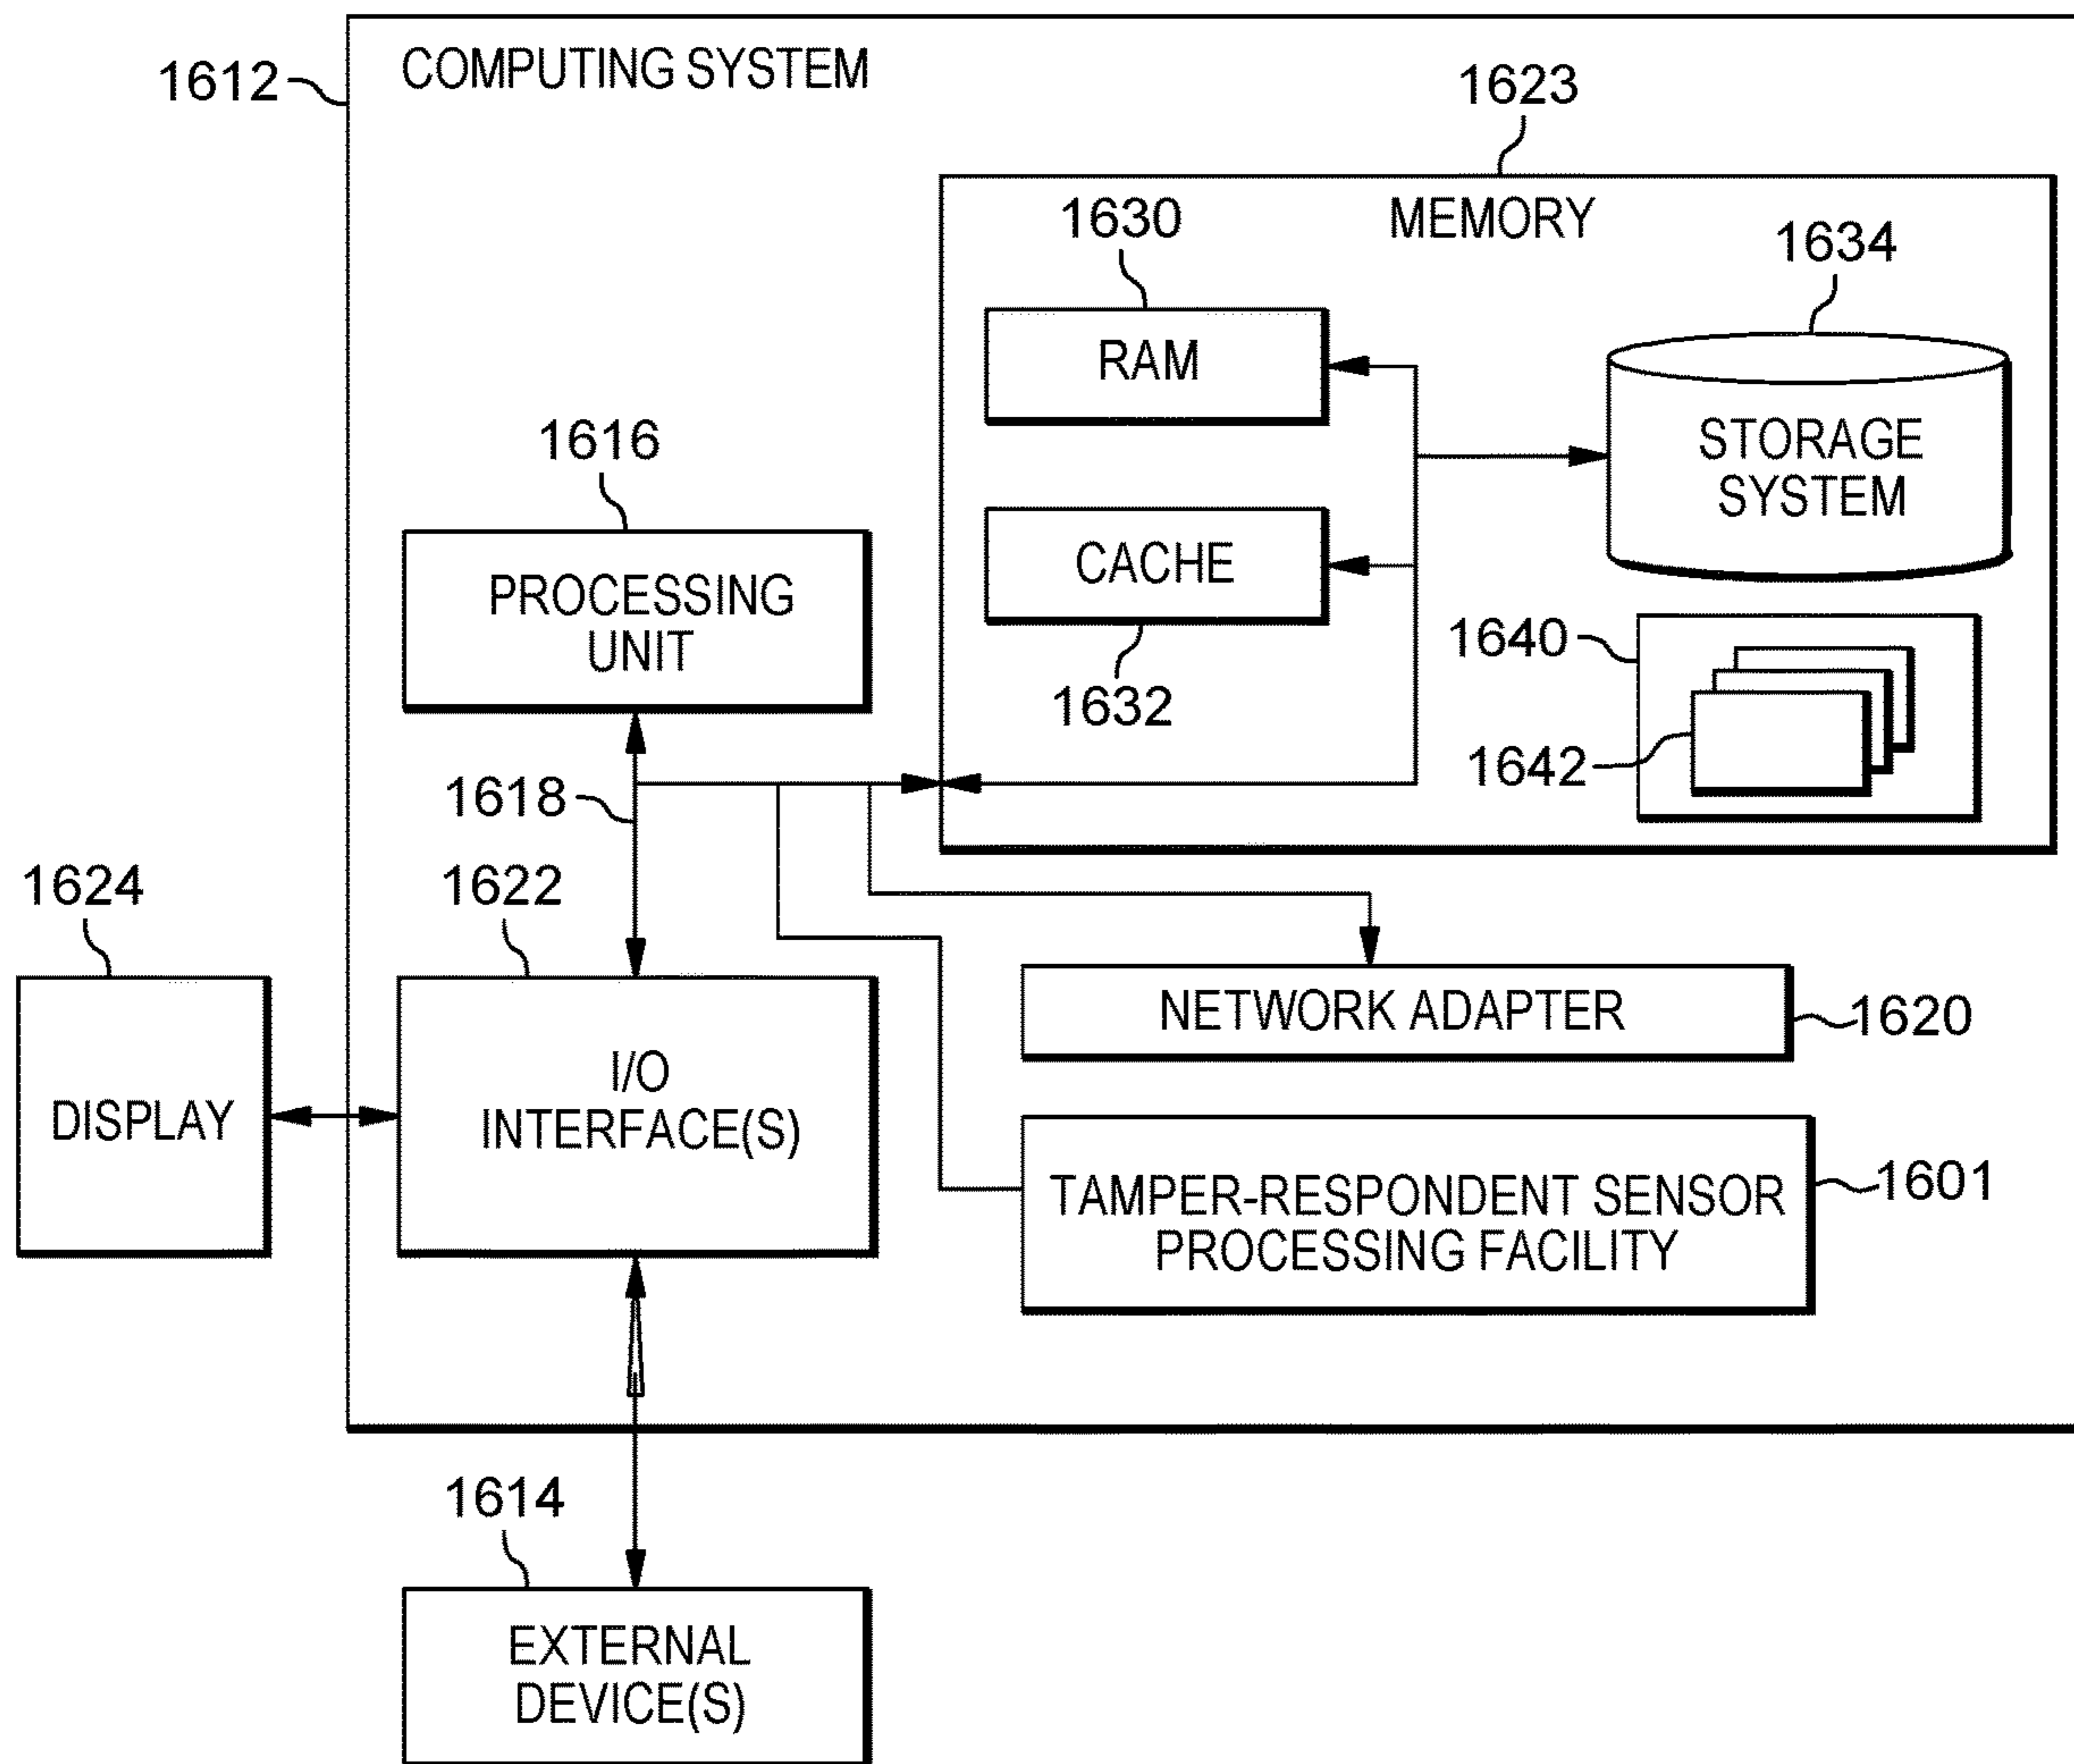 1612
COMPUTING SYSTEM
1623
MEMORY
1630
RAM
1634
STORAGE
SYSTEM
1616
PROCESSING
UNIT
CACHE
1632
1640
1642
1618
1624
1622
DISPLAY
I/O
INTERFACE(S)
NETWORK ADAPTER
1620
TAMPER-RESPONDENT SENSOR
PROCESSING FACILITY
1601
1614
EXTERNAL
DEVICE(S)